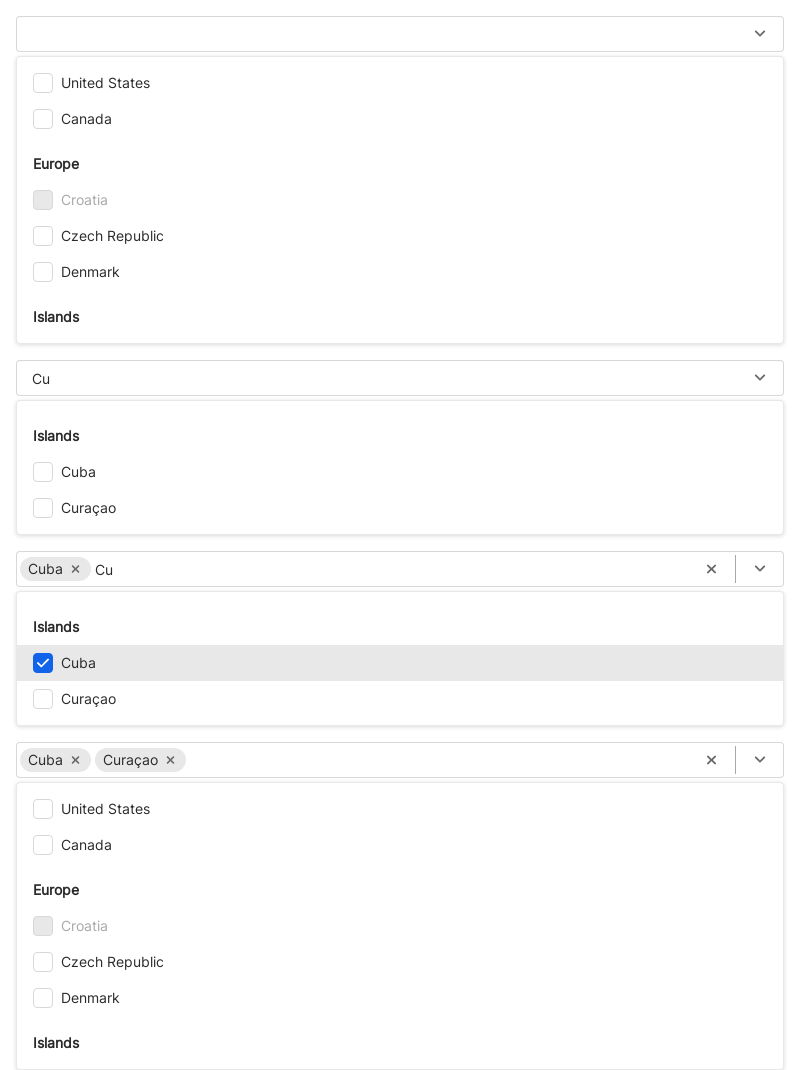 United States
Canada
Europe
Croatia
Czech Republic
Denmark
Islands
Cu
Islands
Cuba
Curaçao
Cuba Cu
Islands
Cuba
Curaçao
Cuba Curaçao
United States
Canada
Europe
Croatia
Czech Republic
Denmark
Islands